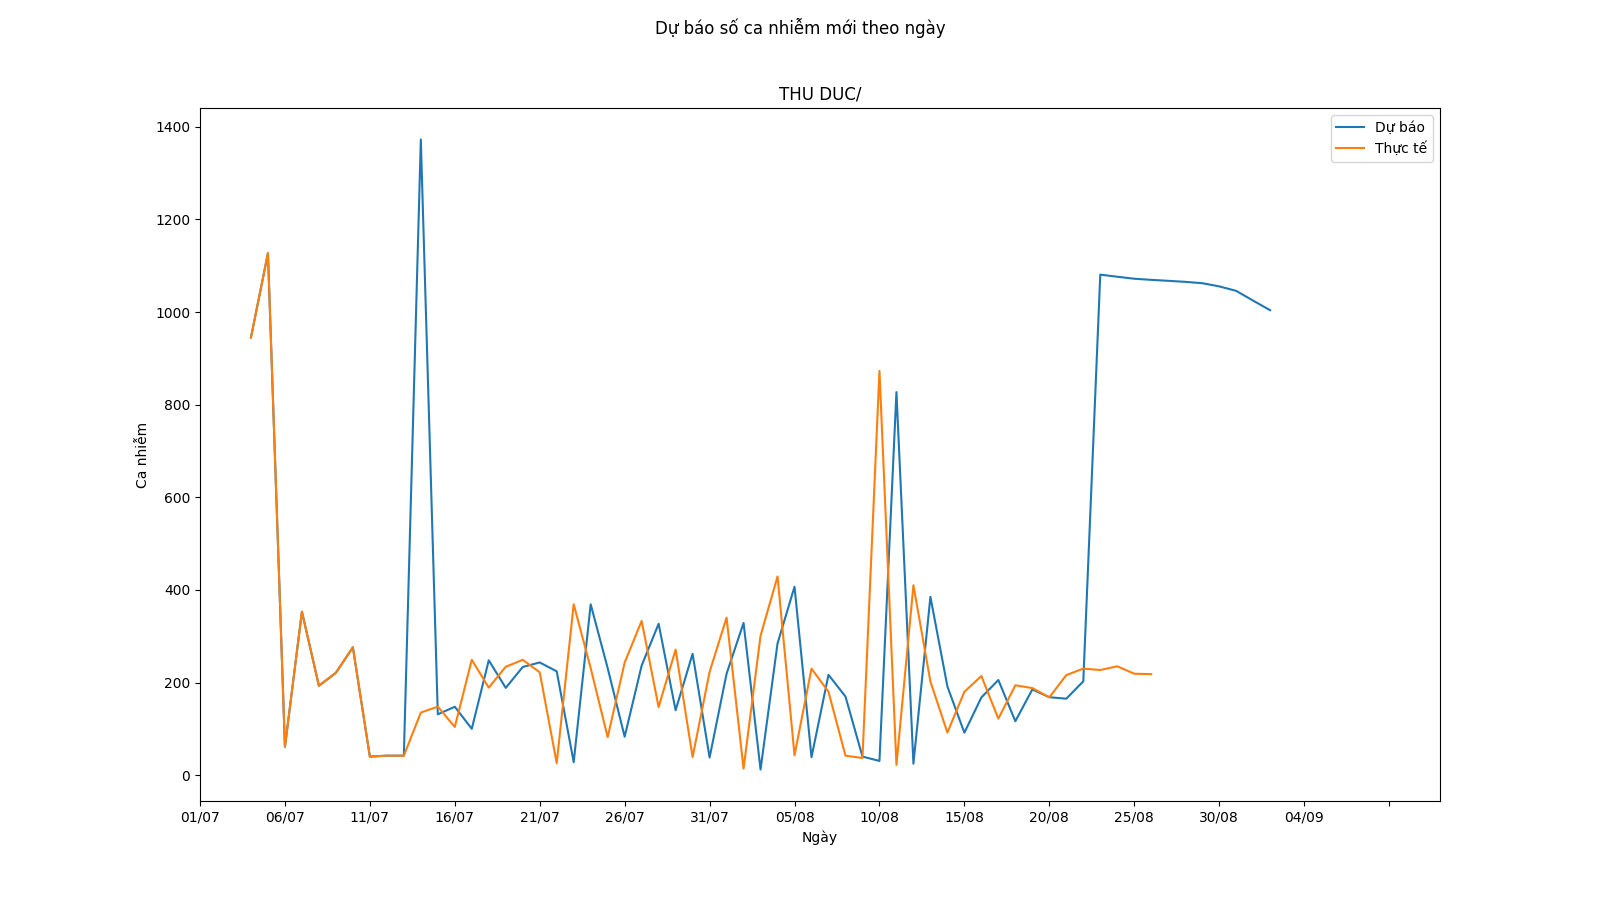 Dự báo số ca nhiễm mới theo ngày
THU DUC/
Dự báo
Thực tế
1400
1200
1000
800
600
400
200
0
Ca nhiễm
01/07 06/07 11/07 16/07 21/07 26/07 31/07 05/08 10/08 15/08 20/08 25/08 30/08 04/09
Ngày